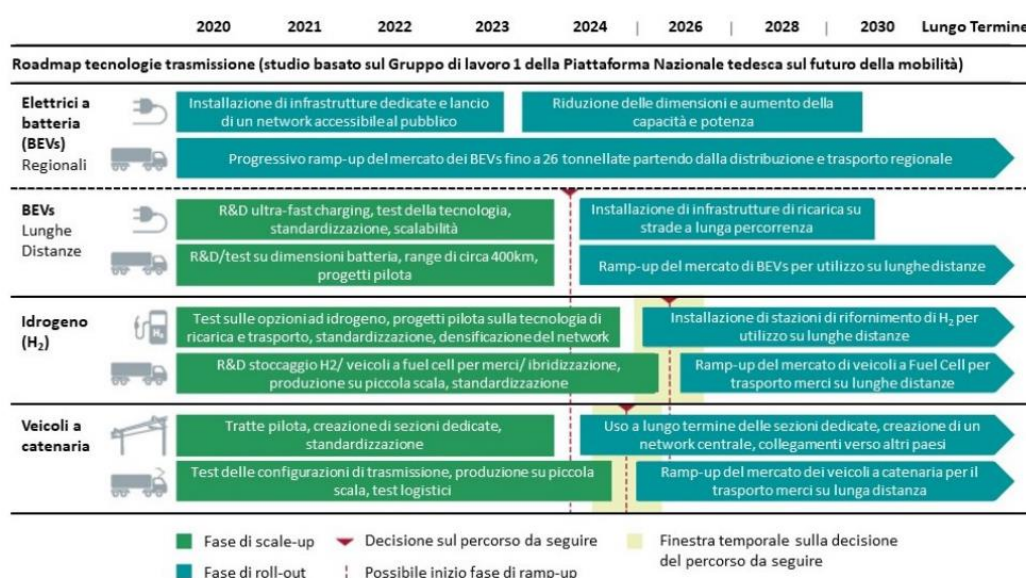 2020 2021 2022 2023 2024 2026 2028 2030 Lungo Termine
Roadmap tecnologie trasmissione (studio basato sul Gruppo di lavoro 1 della Piattaforma Nazionale tedesca sul futuro della mobilità)
Elettrici a
batteria
(BEVs)
Regionali
Installazione di infrastrutture dedicate e lancio
di un network accessibile al pubblico
Riduzione delle dimensioni e aumento della
capacità e potenza
Progressivo ramp-up del mercato dei BEVs fino a 26 tonnellate partendo dalla distribuzione e trasporto regionale
BEVs
Lunghe
Distanze
R&D ultra-fast charging, test della tecnologia,
standardizzazione, scalabilità
Installazione di infrastrutture di ricarica su
strade a lunga percorrenza
R&D/test su dimensioni batteria, range di circa 400km,
progetti pilota
Ramp-up del mercato di BEVs per utilizzo su lunghe distanze
Idrogeno
(H₂)
H₂
Test sulle opzioni ad idrogeno, progetti pilota sulla tecnologia di
ricarica e trasporto, standardizzazione, densificazione del network
Installazione di stazioni di rifornimento di H₂ per
utilizzo su lunghe distanze
R&D stoccaggio H2/ veicoli a fuel cell per merci/ ibridizzazione,
produzione su piccola scala, standardizzazione
Ramp-up del mercato di veicoli a Fuel Cell per
trasporto merci su lunghe distanze
Veicoli a
catenaria
Tratte pilota, creazione di sezioni dedicate,
standardizzazione
Uso a lungo termine delle sezioni dedicate, creazione di un
network centrale, collegamenti verso altri paesi
Test delle configurazioni di trasmissione, produzione su piccola
scala, test logistici
Ramp-up del mercato dei veicoli a catenaria per il
trasporto merci su lunga distanza
Fase di scale-up
Decisione sul percorso da seguire
Finestra temporale sulla decisione
del percorso da seguire
Fase di roll-out
Possibile inizio fase di ramp-up